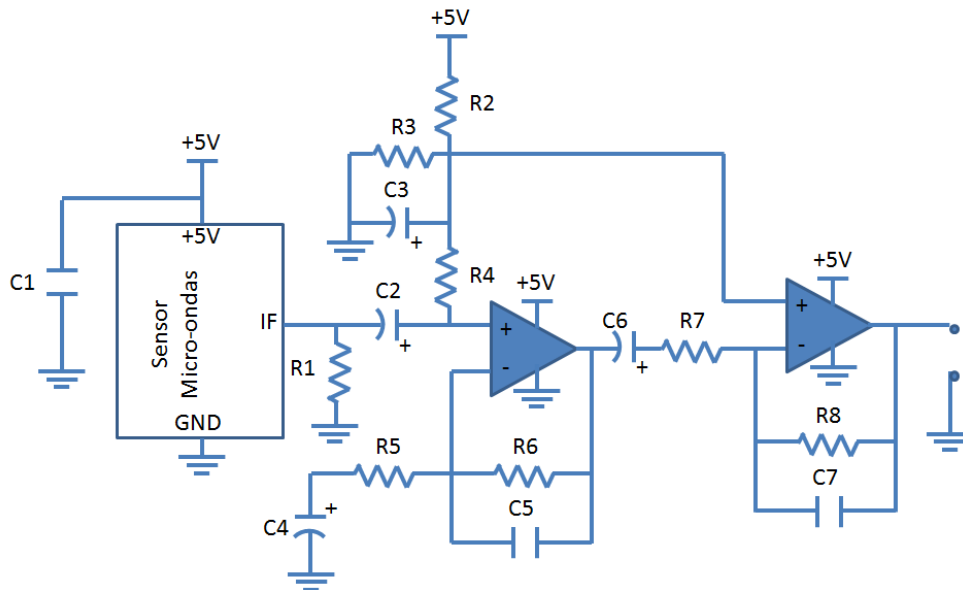 +5V
R2
R3
+5V
C3
+
+5V
R4
+5V
+5V
C1
C2
Sensor
Micro-ondas
IF
+
+
-
C6
+
R7
+
-
R1
GND
R5
R6
R8
C7
+
C4
C5